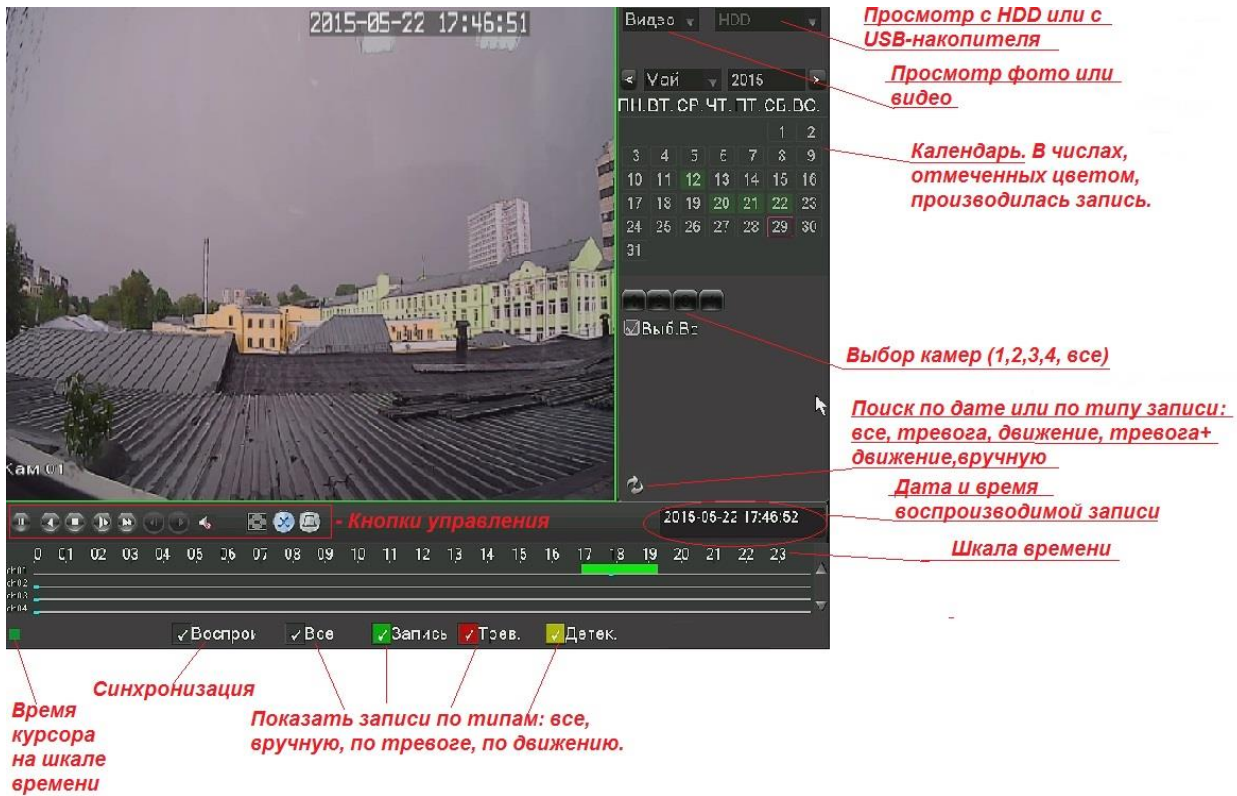 2015-05-22 17:46:51
Видео
HDD
Просмотр с HDD или с
USB-накопителя
Просмотр фото или
видео
< Май 2015 >
ПН. ВТ. СР. ЧТ. ПТ. СБ. ВС.
1 2
3 4 5 6 7 8 9
10 11 12 13 14 15 16
17 18 19 20 21 22 23
24 25 26 27 28 29 30
31
Календарь. В числах,
отмеченных цветом,
производилась запись.
Выб.Вс
Выбор камер (1,2,3,4, все)
Поиск по дате или по типу записи:
все, тревога, движение, тревога+
движение,вручную
Кам 01
Дата и время
воспроизводимой записи
- Кнопки управления
2015-05-22 17:46:52
Шкала времени
0 01 02 03 04 05 06 07 08 09 10 11 12 13 14 15 16 17 18 19 20 21 22 23
ch01
ch02
ch03
ch04
Воспрои
Все
Запись
Трев.
Детек.
Синхронизация
Время
курсора
на шкале
времени
Показать записи по типам: все,
вручную, по тревоге, по движению.